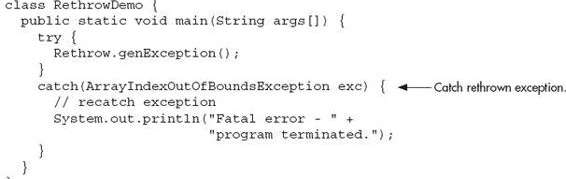 class RethrowDemo {
  public static void main(String args[]) {
    try {
      Rethrow.genException();
    }
    catch(ArrayIndexOutOfBoundsException exc) { Catch rethrown exception.
      // recatch exception
      System.out.println("Fatal error - " +
                         "program terminated.");
    }
  }
}